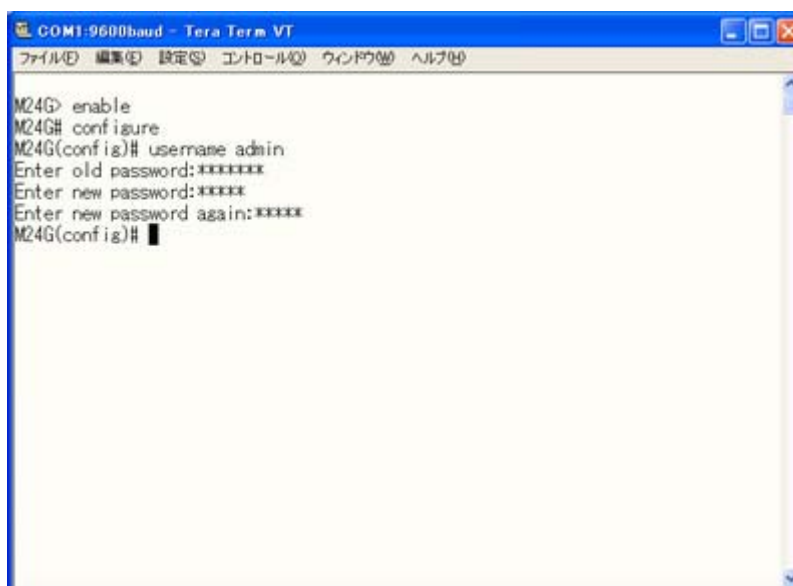 COM1:9600baud - Tera Term VT
ファイル(F) 編集(E) 設定(S) コントロール(O) ウィンドウ(W) ヘルプ(H)
M24G> enable
M24G# configure
M24G(config)# username admin
Enter old password:*******
Enter new password:*****
Enter new password again:*****
M24G(config)#